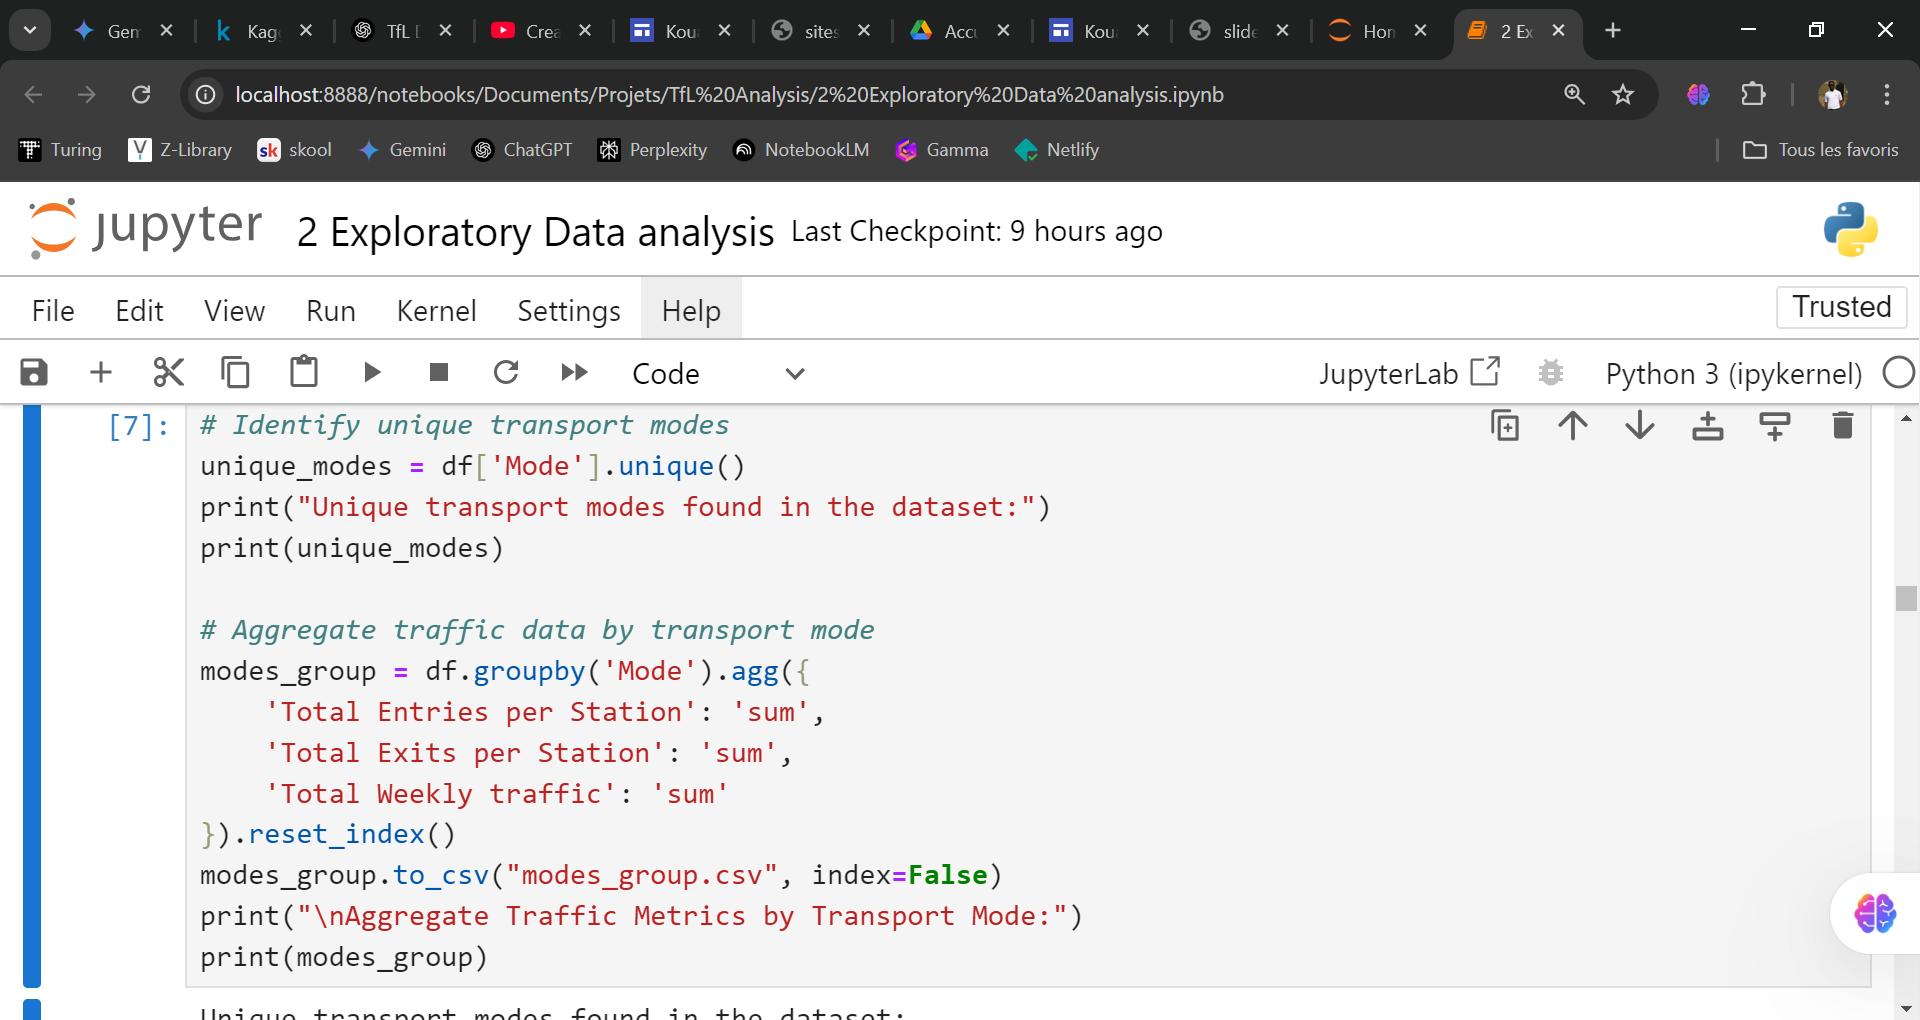 Gen
Kag
TfL D
Crea
Kou
sites
Accu
Kou
slide
Hon
2 Ex
localhost:8888/notebooks/Documents/Projets/TfL%20Analysis/2%20Exploratory%20Data%20analysis.ipynb
Turing
Z-Library
sk skool
Gemini
ChatGPT
Perplexity
NotebookLM
Gamma
Netlify
Tous les favoris
jupyter 2 Exploratory Data analysis Last Checkpoint: 9 hours ago
File Edit View Run Kernel Settings Help Trusted
Code JupyterLab Python 3 (ipykernel)
[7]: # Identify unique transport modes
unique_modes = df['Mode'].unique()
print("Unique transport modes found in the dataset:")
print(unique_modes)
# Aggregate traffic data by transport mode
modes_group = df.groupby('Mode').agg({
'Total Entries per Station': 'sum',
'Total Exits per Station': 'sum',
'Total Weekly traffic': 'sum'
}).reset_index()
modes_group.to_csv("modes_group.csv", index=False)
print("\nAggregate Traffic Metrics by Transport Mode:")
print(modes_group)
Unique transport modes found in the dataset: